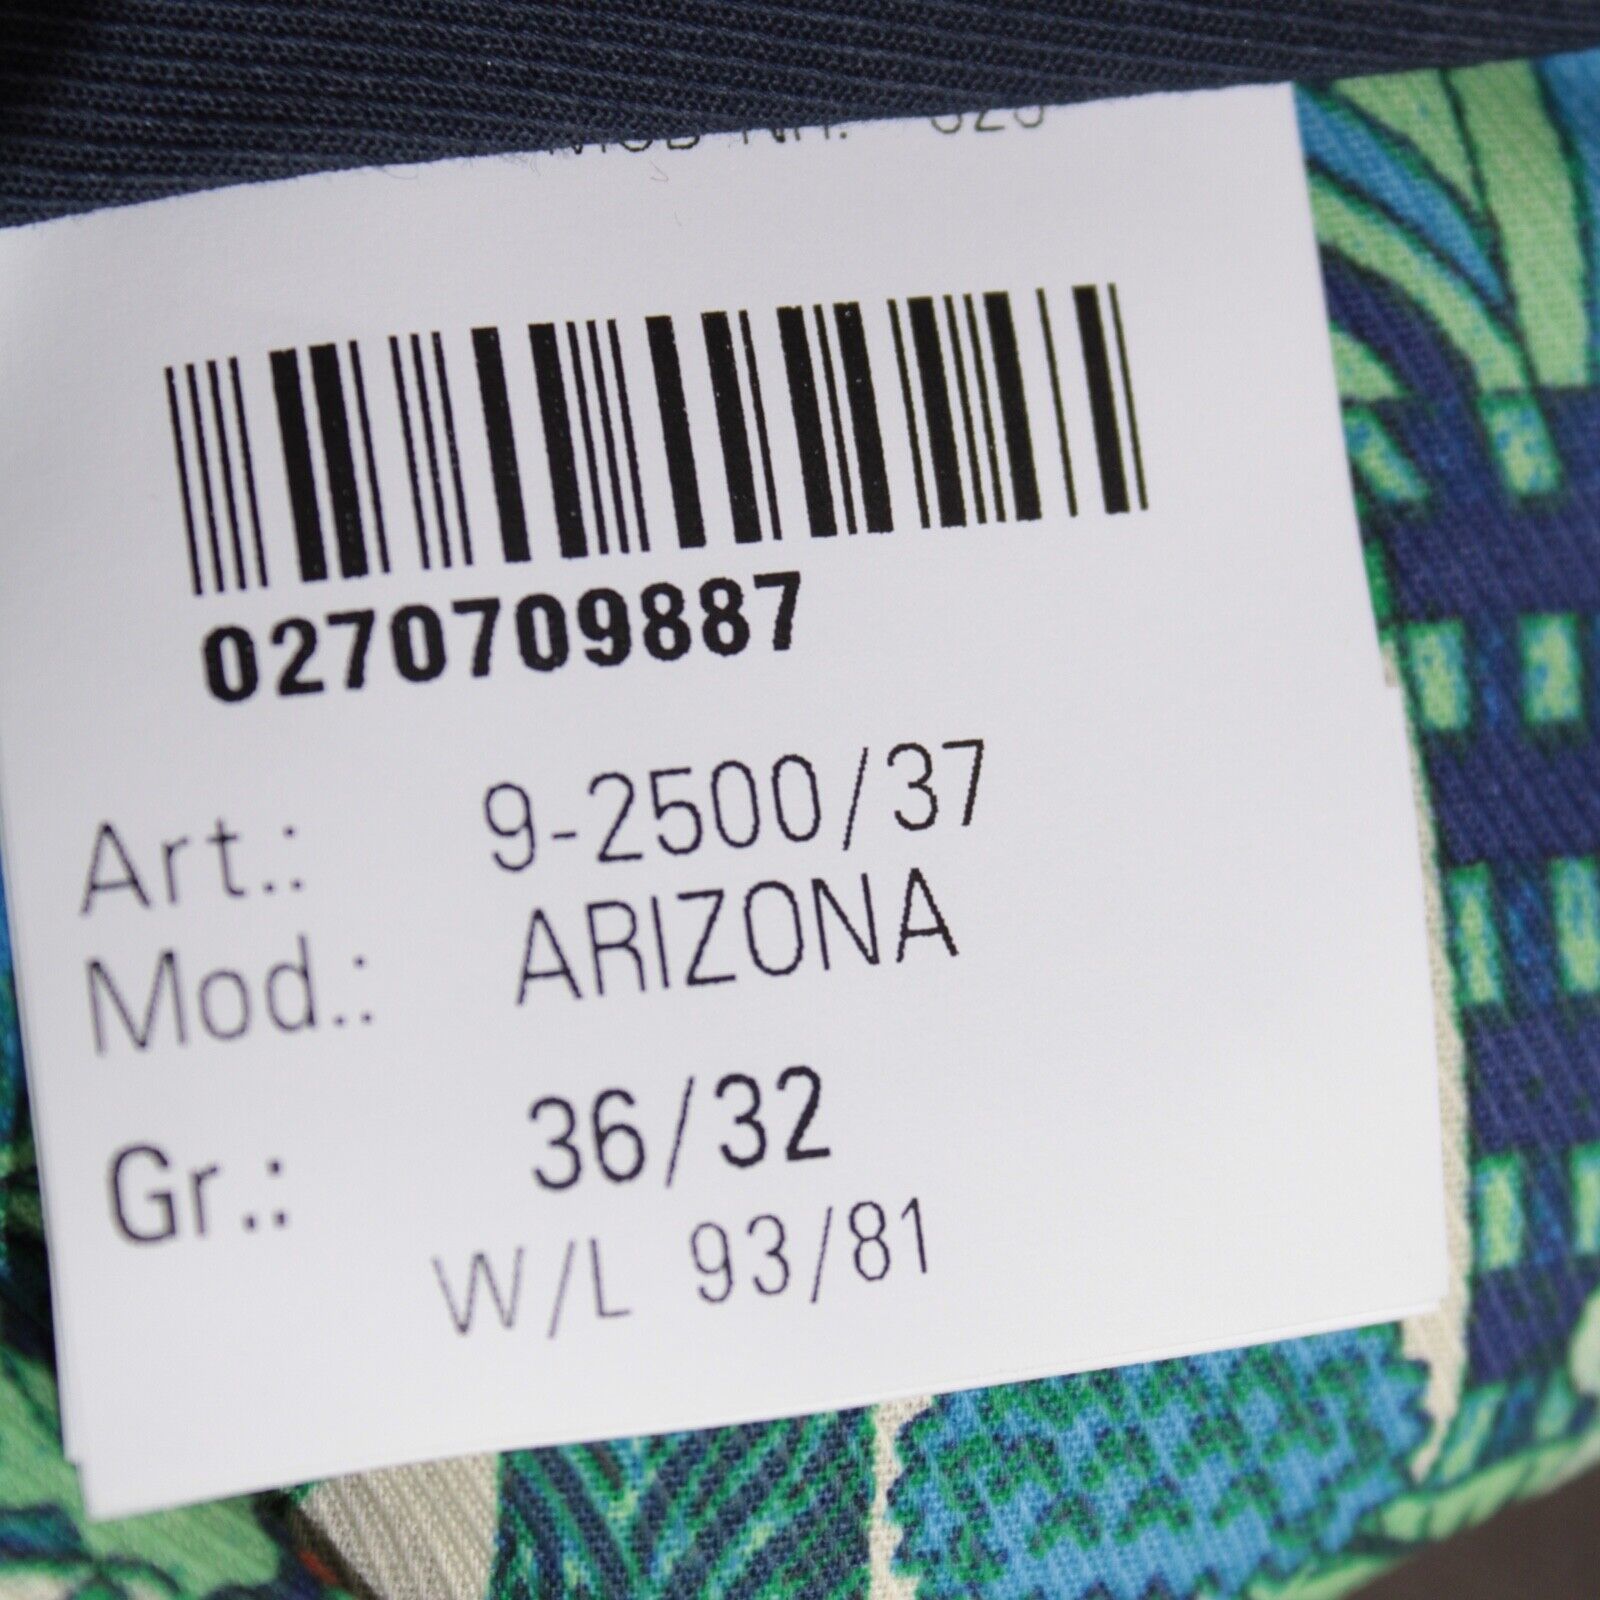 0270709887
Art.: 9-2500/37
Mod.: ARIZONA
Gr.: 36/32
W/L 93/81